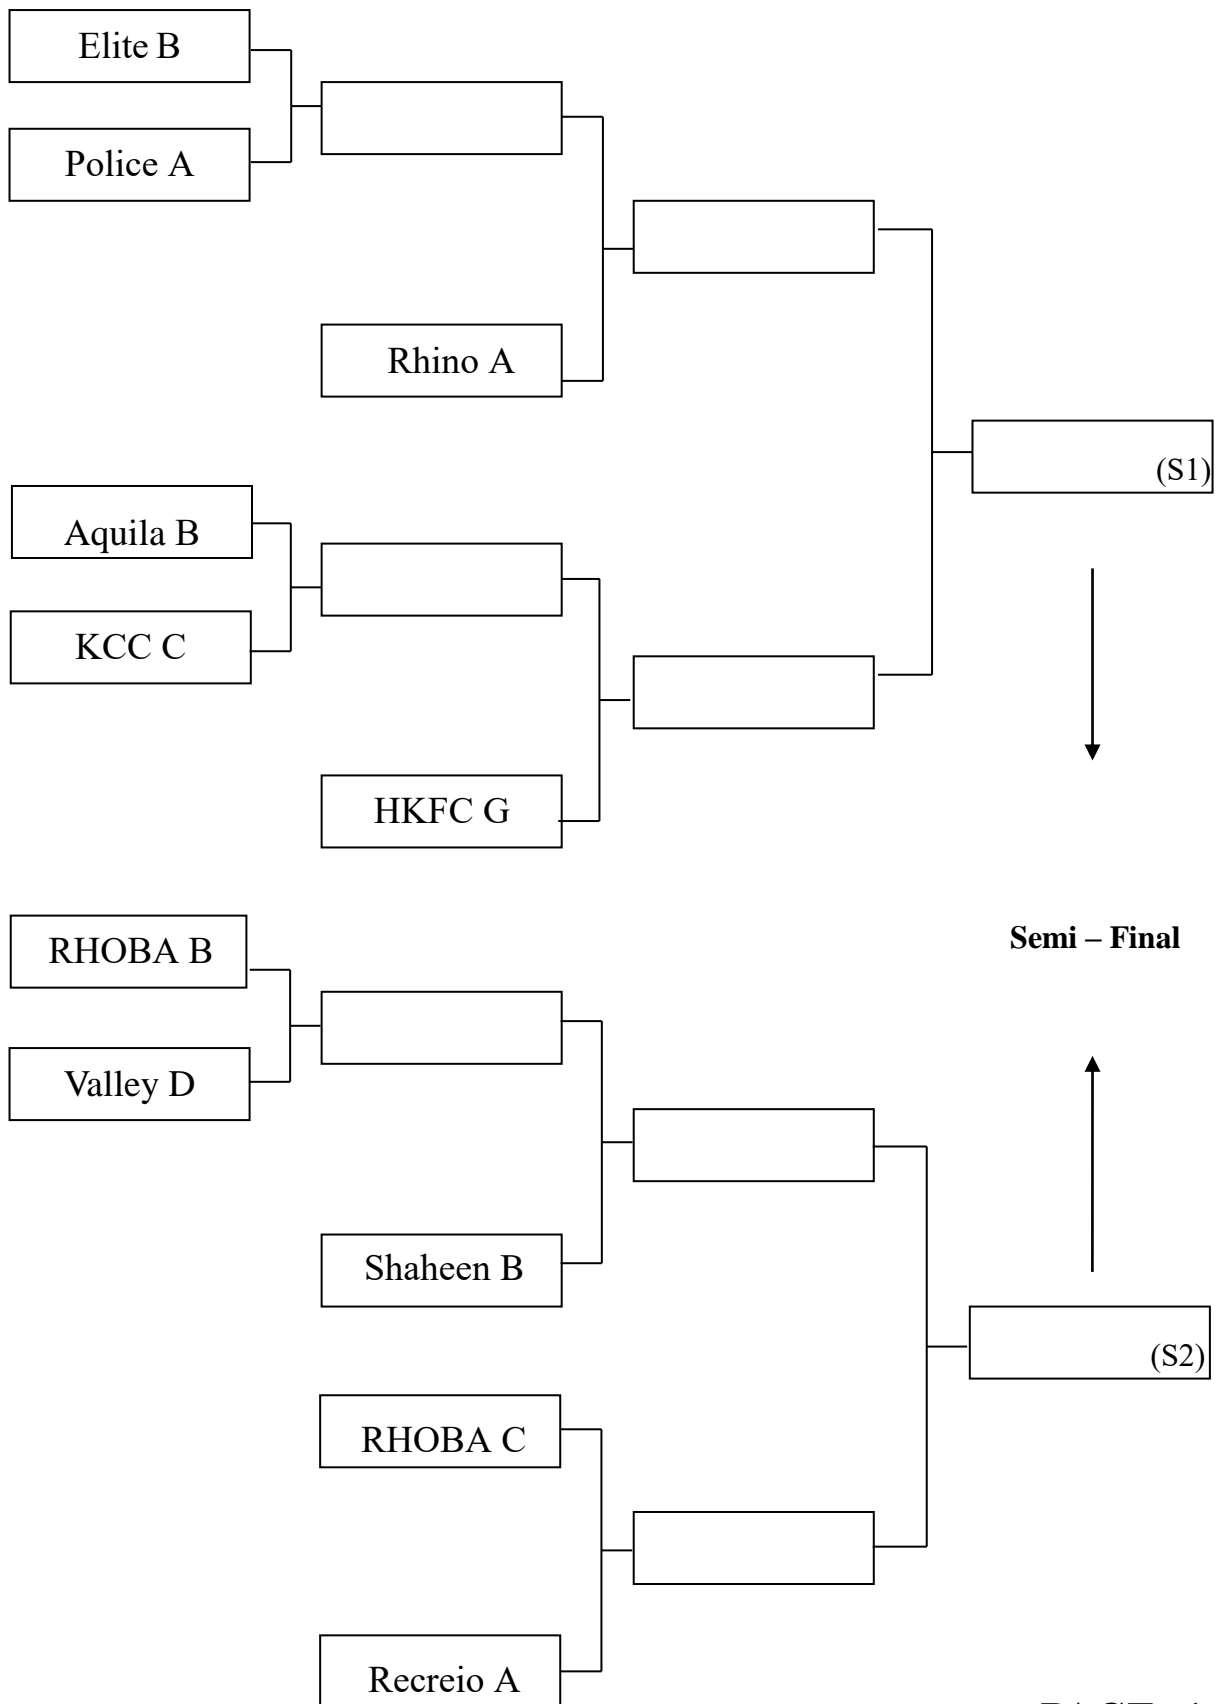 Elite B
Police A
Rhino A
(S1)
Aquila B
KCC C
HKFC G
RHOBA B
Semi – Final
Valley D
Shaheen B
(S2)
RHOBA C
Recreio A